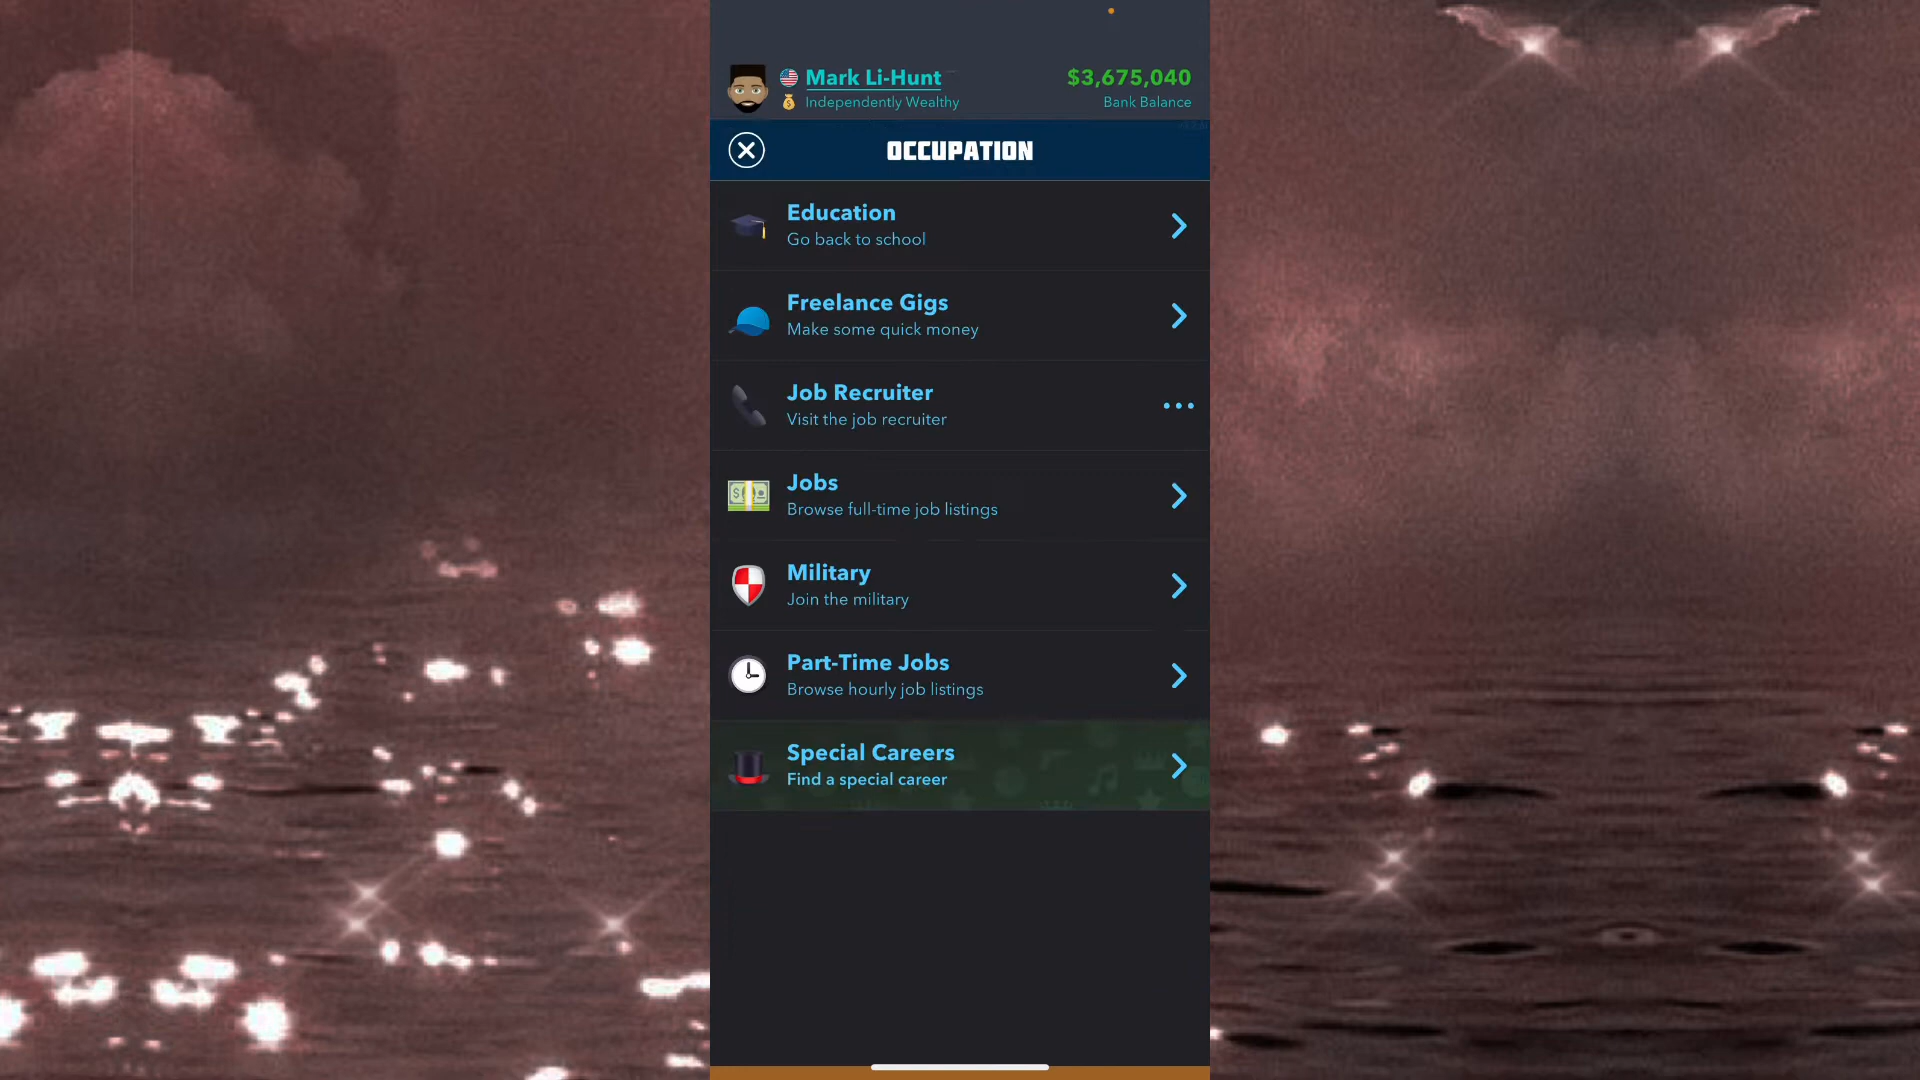 Mark Li-Hunt
$3,675,040
Independently Wealthy
Bank Balance
OCCUPATION
Education
Go back to school
Freelance Gigs
Make some quick money
Job Recruiter
Visit the job recruiter
Jobs
Browse full-time job listings
Military
Join the military
Part-Time Jobs
Browse hourly job listings
Special Careers
Find a special career